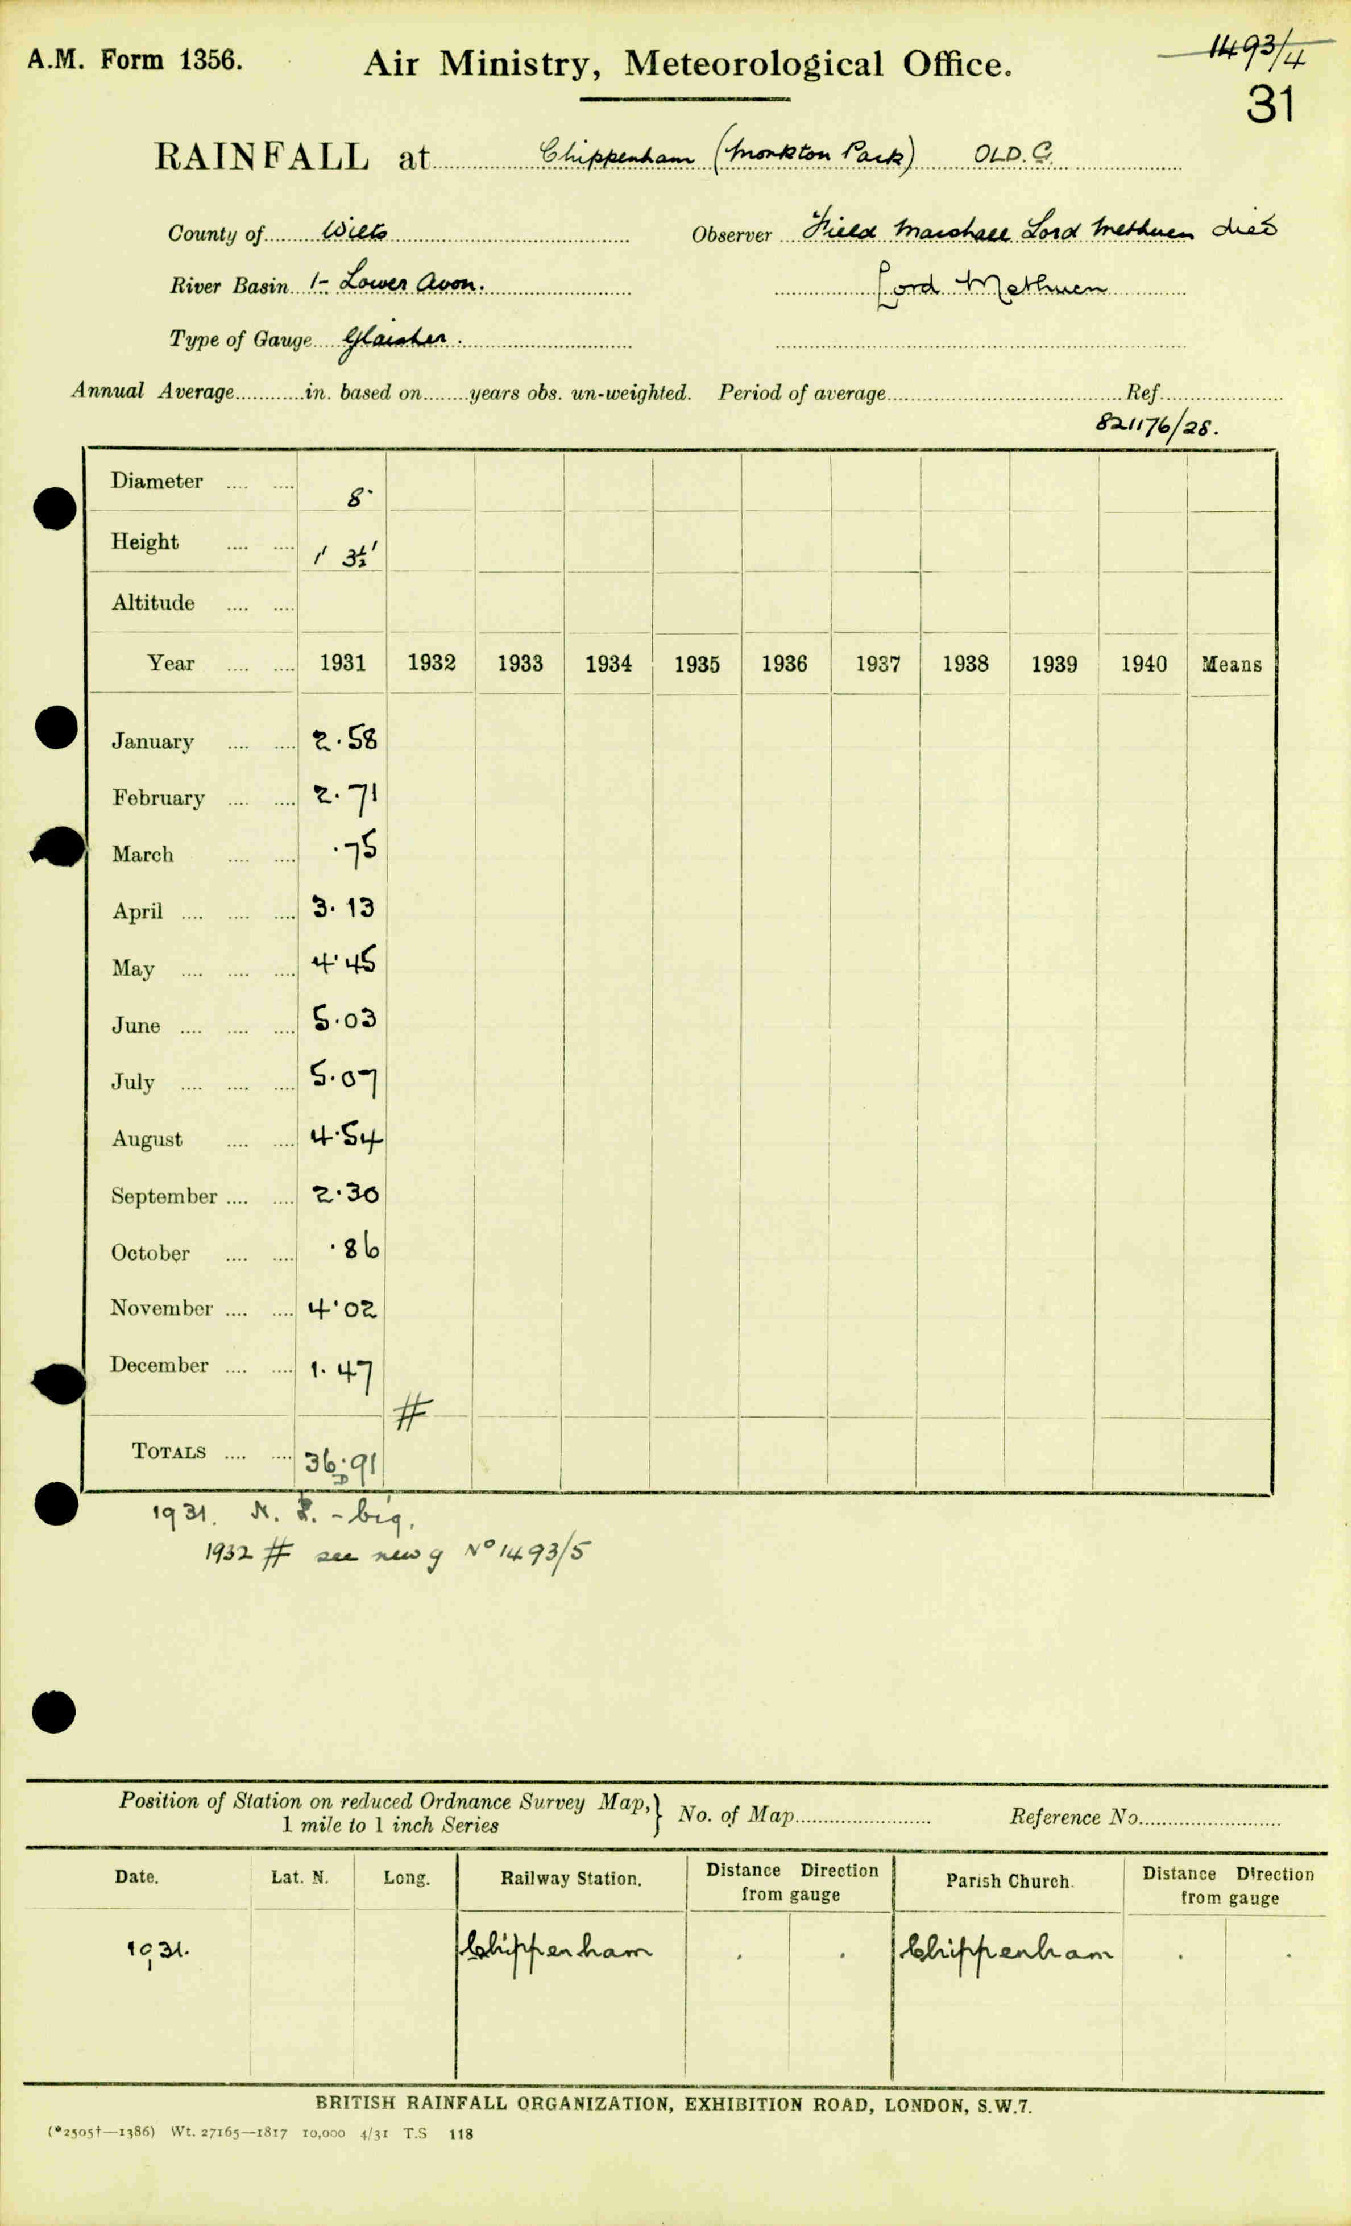 A.M. Form 1356.
Air Ministry, Meteorological Office.
1493/4
31
RAINFALL at Chippenham (Monkton Park) OLD. G.
County of Wilts Observer Field Marshall Lord Methuen died
River Basin 1- Lower Avon. Lord Methuen
Type of Gauge Glaisher.
Annual Average in. based on years obs. un-weighted. Period of average Ref.
821176/28.
Diameter 8"
Height 1' 3½"
Altitude
Year 1931 1932 1933 1934 1935 1936 1937 1938 1939 1940 Means
January 2.58
February 2.71
March .75
April 3.13
May 4.45
June 5.03
July 5.07
August 4.54
September 2.30
October .86
November 4.02
December 1.47
#
TOTALS 36.91
D
1931. N. - big.
1932 # see new g No 1493/5
Position of Station on reduced Ordnance Survey Map, } No. of Map Reference No.
1 mile to 1 inch Series
Date. Lat. N. Long. Railway Station. Distance Direction from gauge Parish Church. Distance Direction from gauge
1931. Chippenham . . Chippenham . .
BRITISH RAINFALL ORGANIZATION, EXHIBITION ROAD, LONDON, S.W.7.
(*2505†—1386) Wt. 27165—1817 10,000 4/31 T.S 118